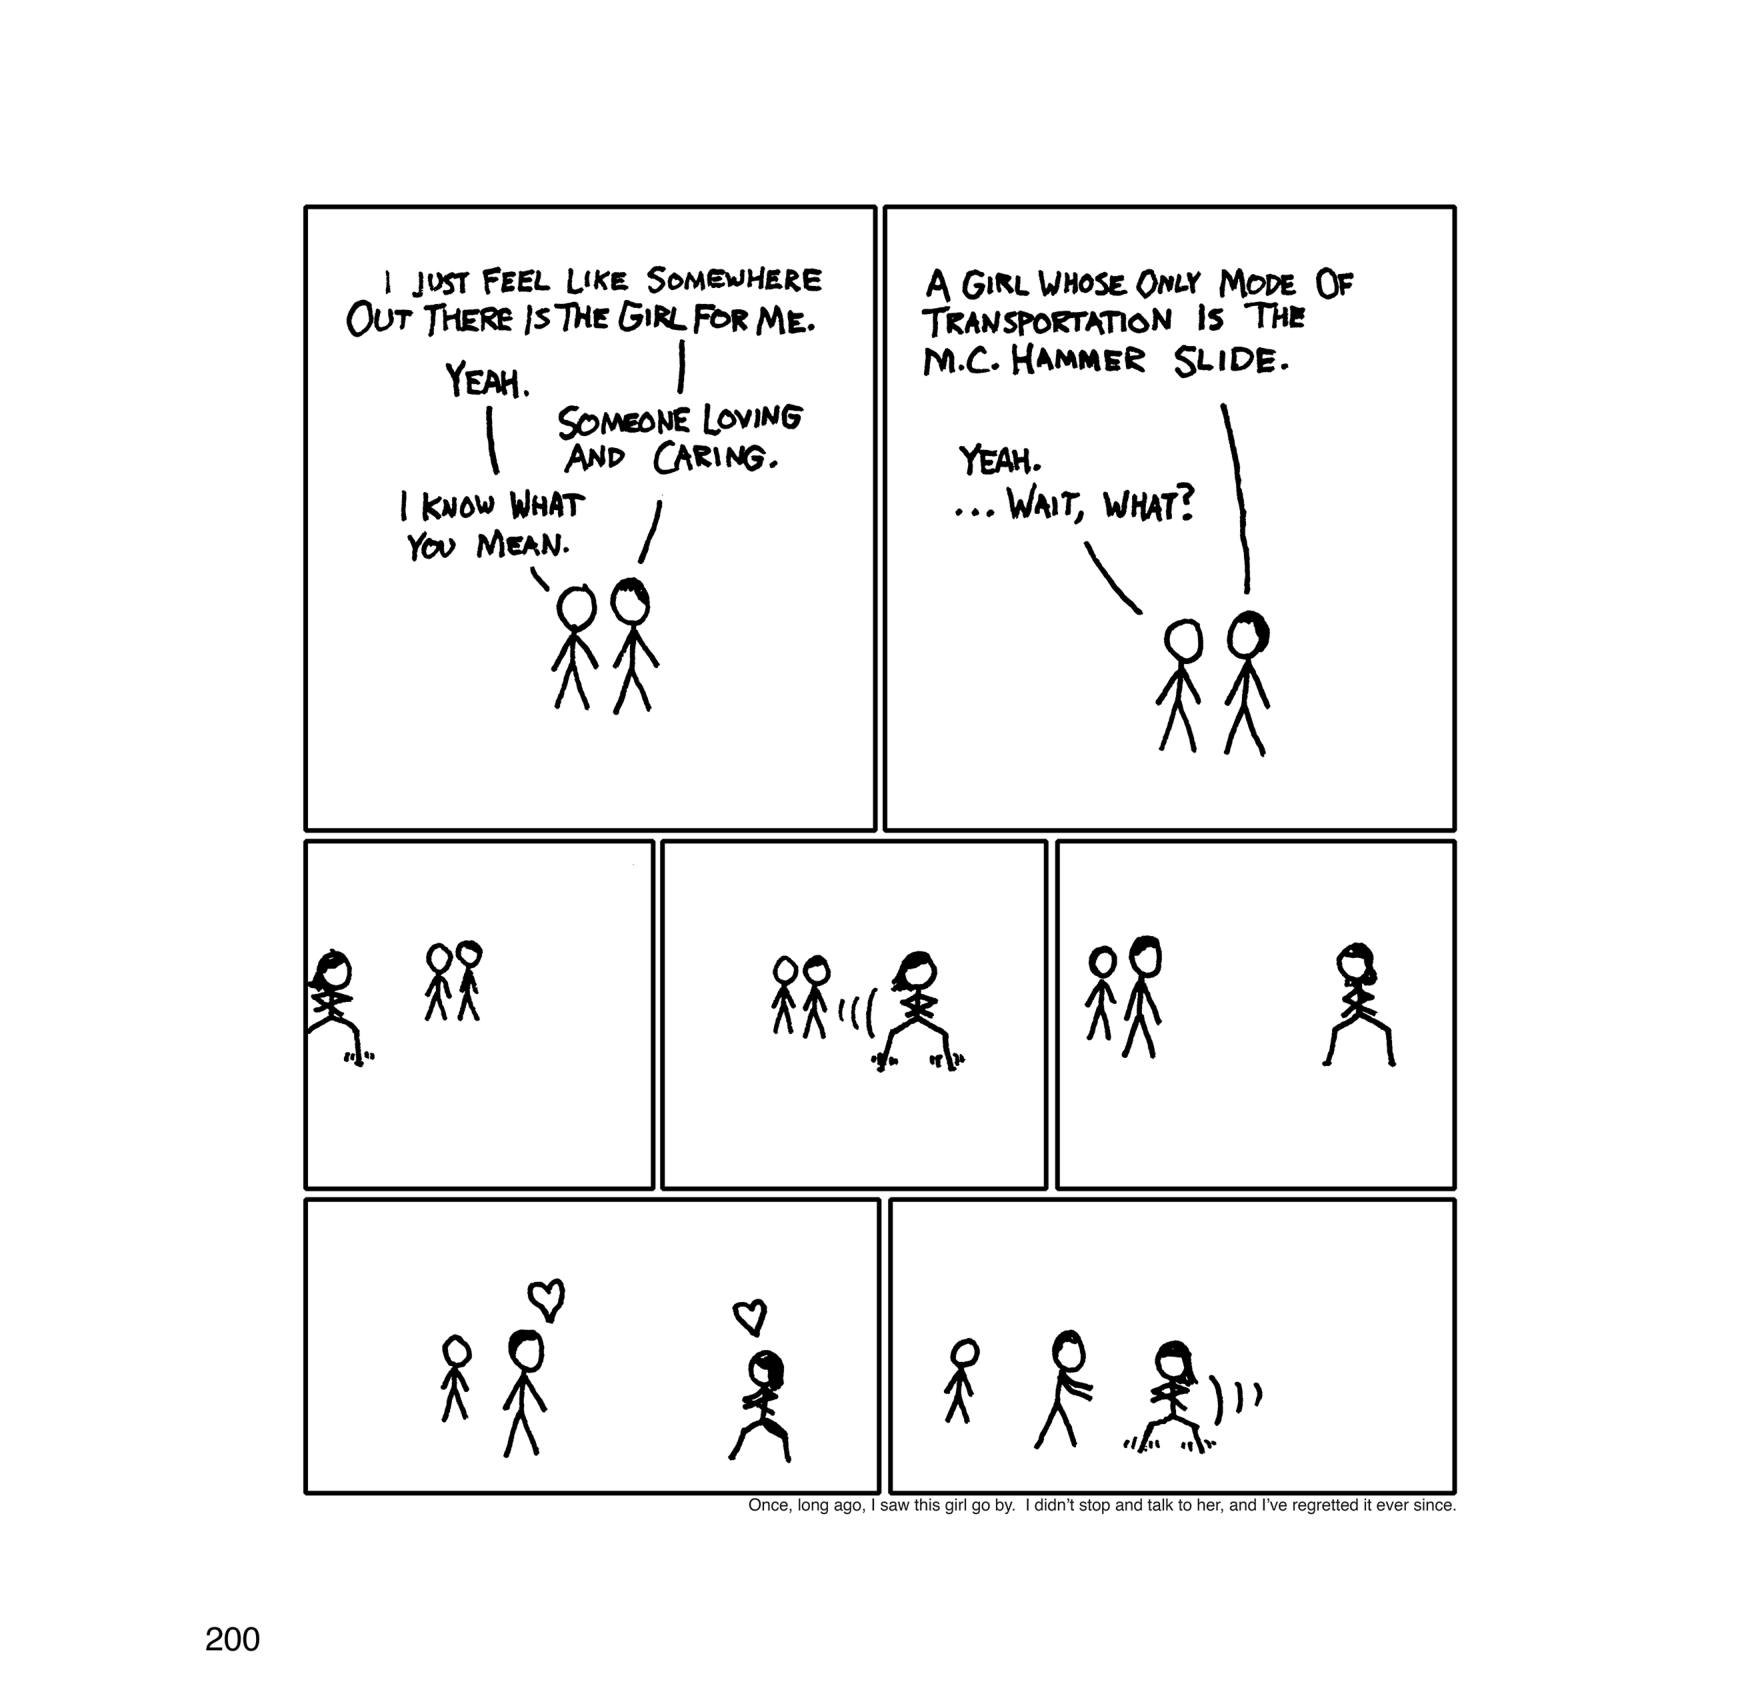 I JUST FEEL LIKE SOMEWHERE
OUT THERE IS THE GIRL FOR ME.
YEAH.
SOMEONE LOVING
AND CARING.
I KNOW WHAT
YOU MEAN.
A GIRL WHOSE ONLY MODE OF
TRANSPORTATION IS THE
M.C. HAMMER SLIDE.
YEAH.
... WAIT, WHAT?
Once, long ago, I saw this girl go by.  I didn't stop and talk to her, and I've regretted it ever since.
200